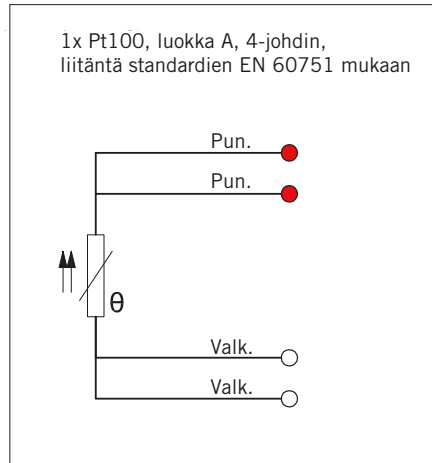 1x Pt100, luokka A, 4-johdin,
liitäntä standardien EN 60751 mukaan
Pun.
Pun.
θ
Valk.
Valk.